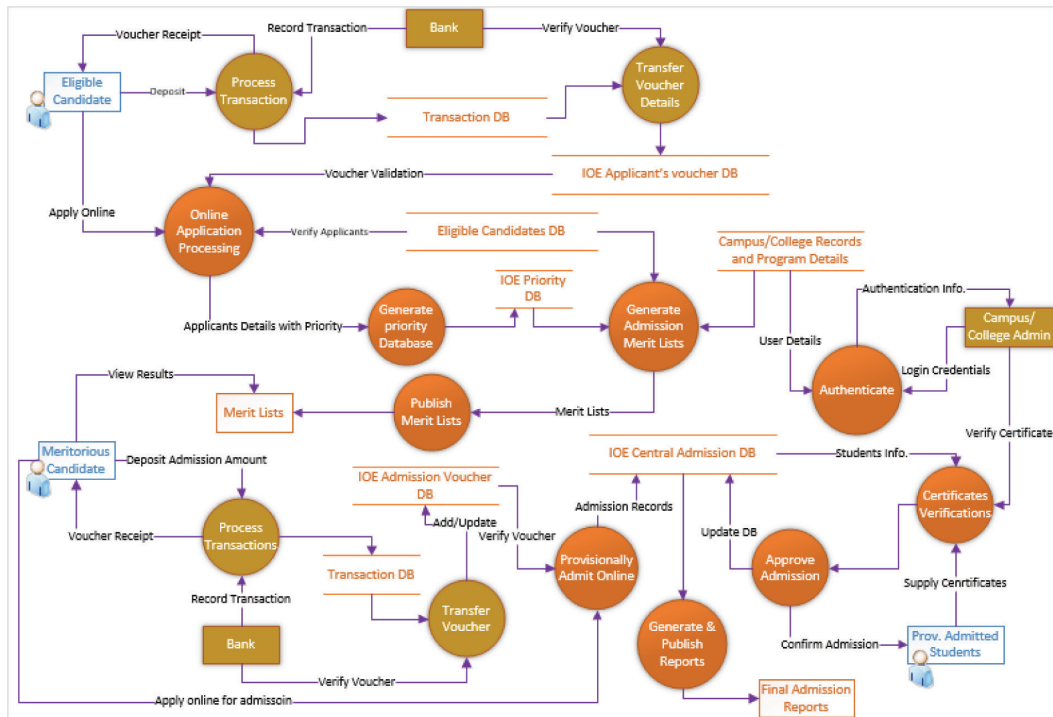 Voucher Receipt
Record Transaction
Bank
Verify Voucher
Eligible
Candidate
Deposit
Process
Transaction
Transfer
Voucher
Details
Transaction DB
Voucher Validation
IOE Applicant's voucher DB
Apply Online
Online
Application
Processing
Verify Applicants
Eligible Candidates DB
Campus/College Records
and Program Details
IOE Priority
DB
Authentication Info.
Applicants Details with Priority
Generate
priority
Database
Generate
Admission
Merit Lists
User Details
Campus/
College Admin
Login Credentials
Authenticate
View Results
Merit Lists
Publish
Merit Lists
Merit Lists
Verify Certificate
Meritorious
Candidate
Deposit Admission Amount
IOE Central Admission DB
Students Info.
IOE Admission Voucher
DB
Admission Records
Certificates
Verifications
Voucher Receipt
Process
Transactions
Add/Update
Verify Voucher
Update DB
Transaction DB
Provisionally
Admit Online
Approve
Admission
Supply Cenrtificates
Record Transaction
Transfer
Voucher
Generate &
Publish
Reports
Confirm Admission
Prov. Admitted
Students
Bank
Verify Voucher
Apply online for admissoin
Final Admission
Reports